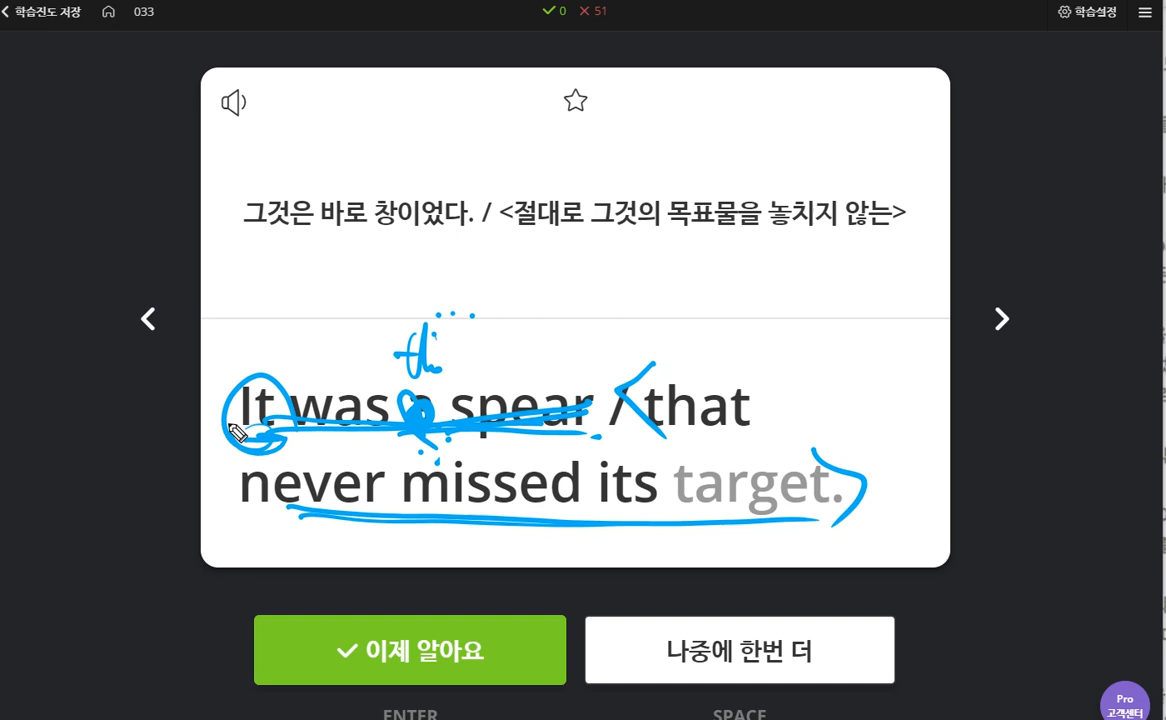 학습진도 저장 033 0 51 학습설정
그것은 바로 창이었다. / <절대로 그것의 목표물을 놓치지 않는>
It was a spear / that
never missed its target.
이제 알아요 나중에 한번 더
ENTER SPACE
Pro
고객센터